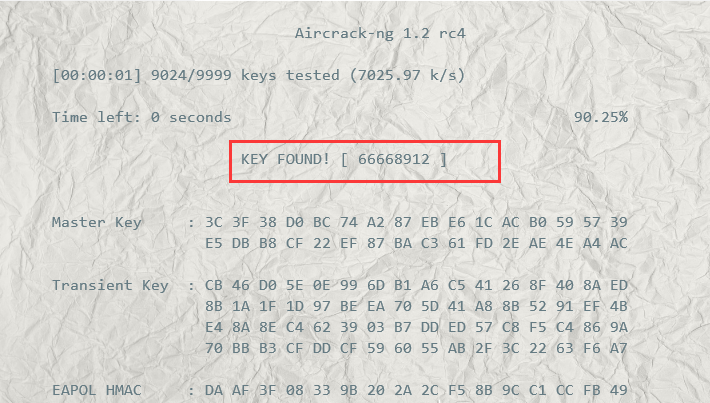 Aircrack-ng 1.2 rc4
[00:00:01] 9024/9999 keys tested (7025.97 k/s)
Time left: 0 seconds 90.25%
KEY FOUND! [ 66668912 ]
Master Key : 3C 3F 38 D0 BC 74 A2 87 EB E6 1C AC B0 59 57 39
E5 DB B8 CF 22 EF 87 BA C3 61 FD 2E AE 4E A4 AC
Transient Key : CB 46 D0 5E 0E 99 6D B1 A6 C5 41 26 8F 40 8A ED
8B 1A 1F 1D 97 BE EA 70 5D 41 A8 8B 52 91 EF 4B
E4 8A 8E C4 62 39 03 B7 DD ED 57 C8 F5 C4 86 9A
70 BB B3 CF DD CF 59 60 55 AB 2F 3C 22 63 F6 A7
EAPOL HMAC : DA AF 3F 08 33 9B 20 2A 2C F5 8B 9C C1 CC FB 49